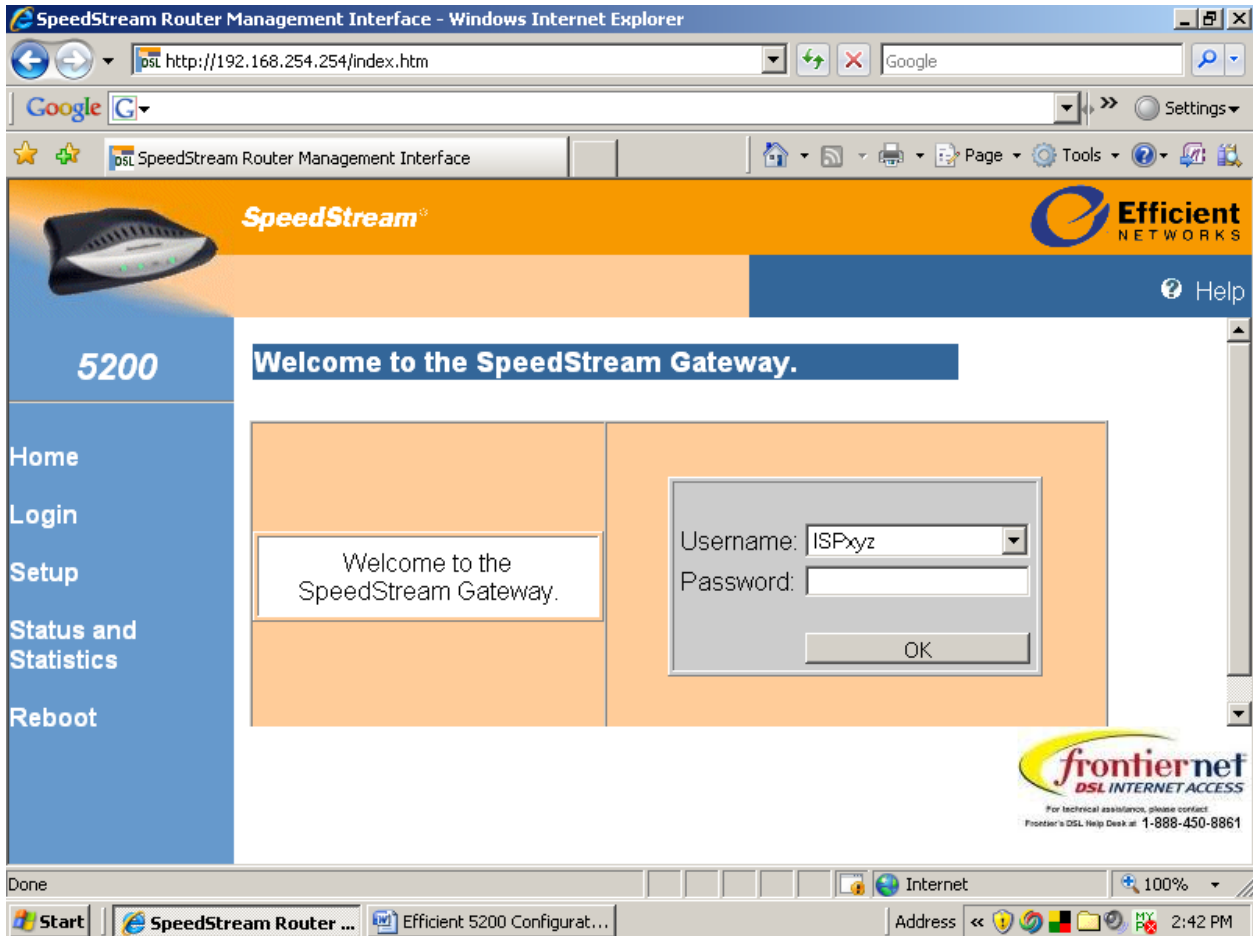 SpeedStream Router Management Interface - Windows Internet Explorer
DSL http://192.168.254.254/index.htm
Google
Google G
Settings
DSL SpeedStream Router Management Interface
Page Tools
SpeedStream®
Efficient
NETWORKS
? Help
5200
Welcome to the SpeedStream Gateway.
Home
Login
Setup
Status and
Statistics
Reboot
Welcome to the
SpeedStream Gateway.
Username: ISPxyz
Password:
OK
frontiernet
DSL INTERNET ACCESS
For technical assistance, please contact
Frontier's DSL Help Desk at 1-888-450-8861
Done
Internet
100%
Start
SpeedStream Router ...
Efficient 5200 Configurat...
Address «
2:42 PM